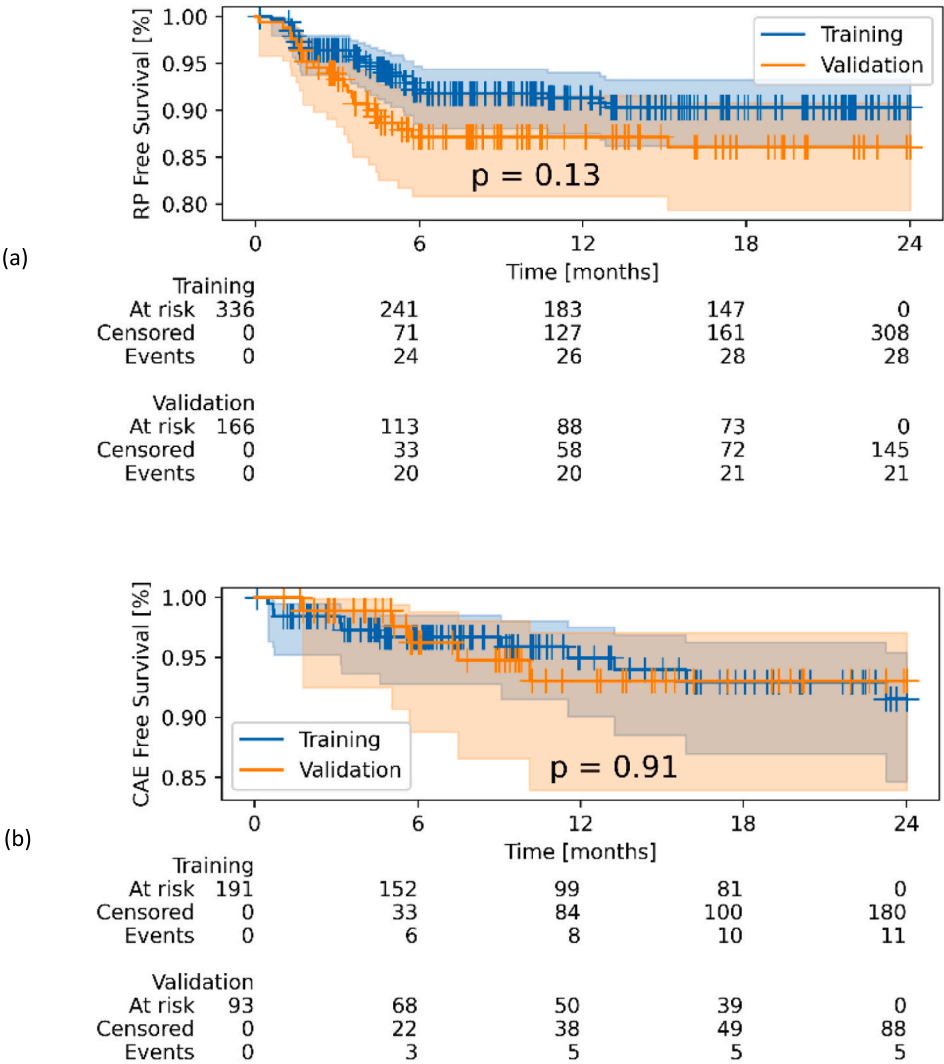 1.00
0.95
0.90
0.85
0.80
RP Free Survival [%]
Training
Validation
p = 0.13
0 6 12 18 24
Time [months]
(a)
Training
At risk 336 241 183 147 0
Censored 0 71 127 161 308
Events 0 24 26 28 28
Validation
At risk 166 113 88 73 0
Censored 0 33 58 72 145
Events 0 20 20 21 21
1.00
0.95
0.90
0.85
CAE Free Survival [%]
Training
Validation
p = 0.91
0 6 12 18 24
Time [months]
(b)
Training
At risk 191 152 99 81 0
Censored 0 33 84 100 180
Events 0 6 8 10 11
Validation
At risk 93 68 50 39 0
Censored 0 22 38 49 88
Events 0 3 5 5 5